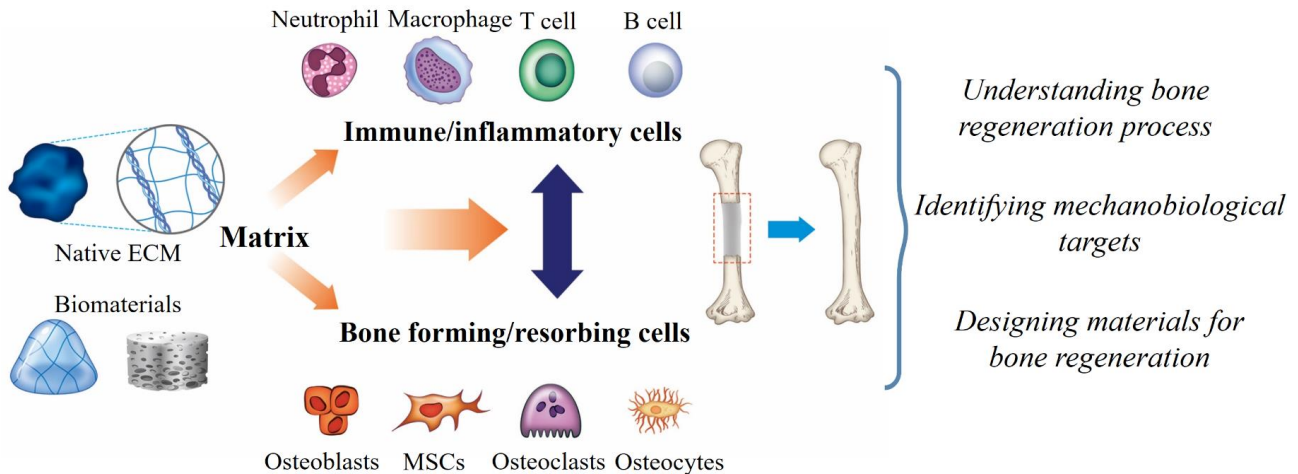 Neutrophil
Macrophage
T cell
B cell
Immune/inflammatory cells
Native ECM
Matrix
Biomaterials
Bone forming/resorbing cells
Osteoblasts
MSCs
Osteoclasts
Osteocytes
Understanding bone
regeneration process
Identifying mechanobiological
targets
Designing materials for
bone regeneration